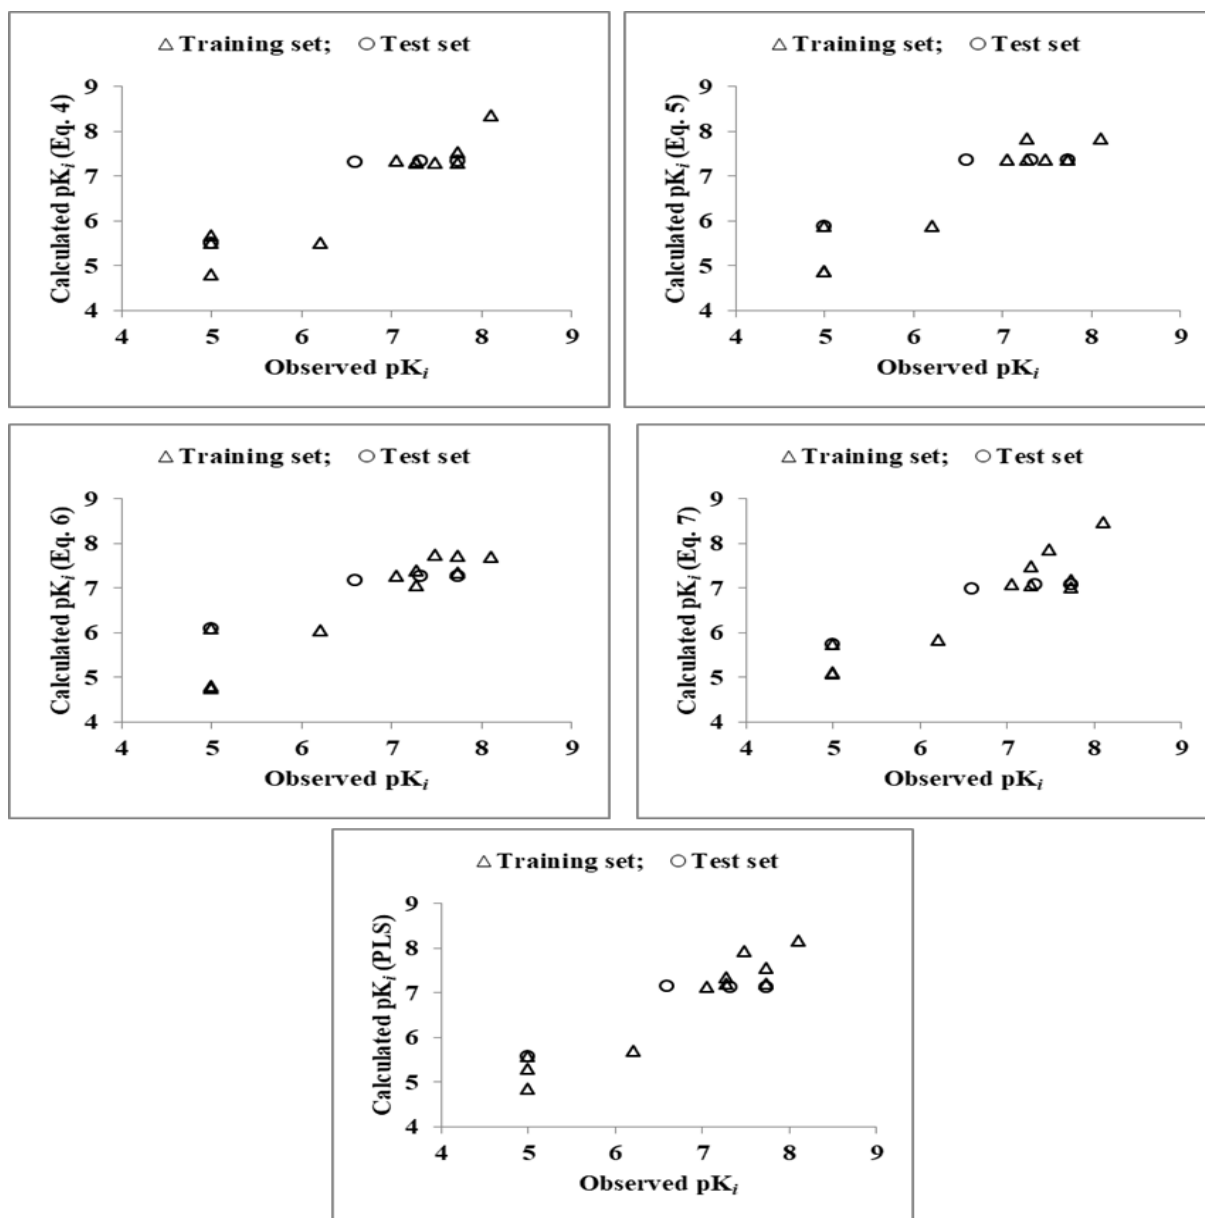 Training set; Test set
Calculated pKi (Eq. 4)
9
8
7
6
5
4
4 5 6 7 8 9
Observed pKi
Training set; Test set
Calculated pKi (Eq. 5)
9
8
7
6
5
4
4 5 6 7 8 9
Observed pKi
Training set; Test set
Calculated pKi (Eq. 6)
9
8
7
6
5
4
4 5 6 7 8 9
Observed pKi
Training set; Test set
Calculated pKi (Eq. 7)
9
8
7
6
5
4
4 5 6 7 8 9
Observed pKi
Training set; Test set
Calculated pKi (PLS)
9
8
7
6
5
4
4 5 6 7 8 9
Observed pKi